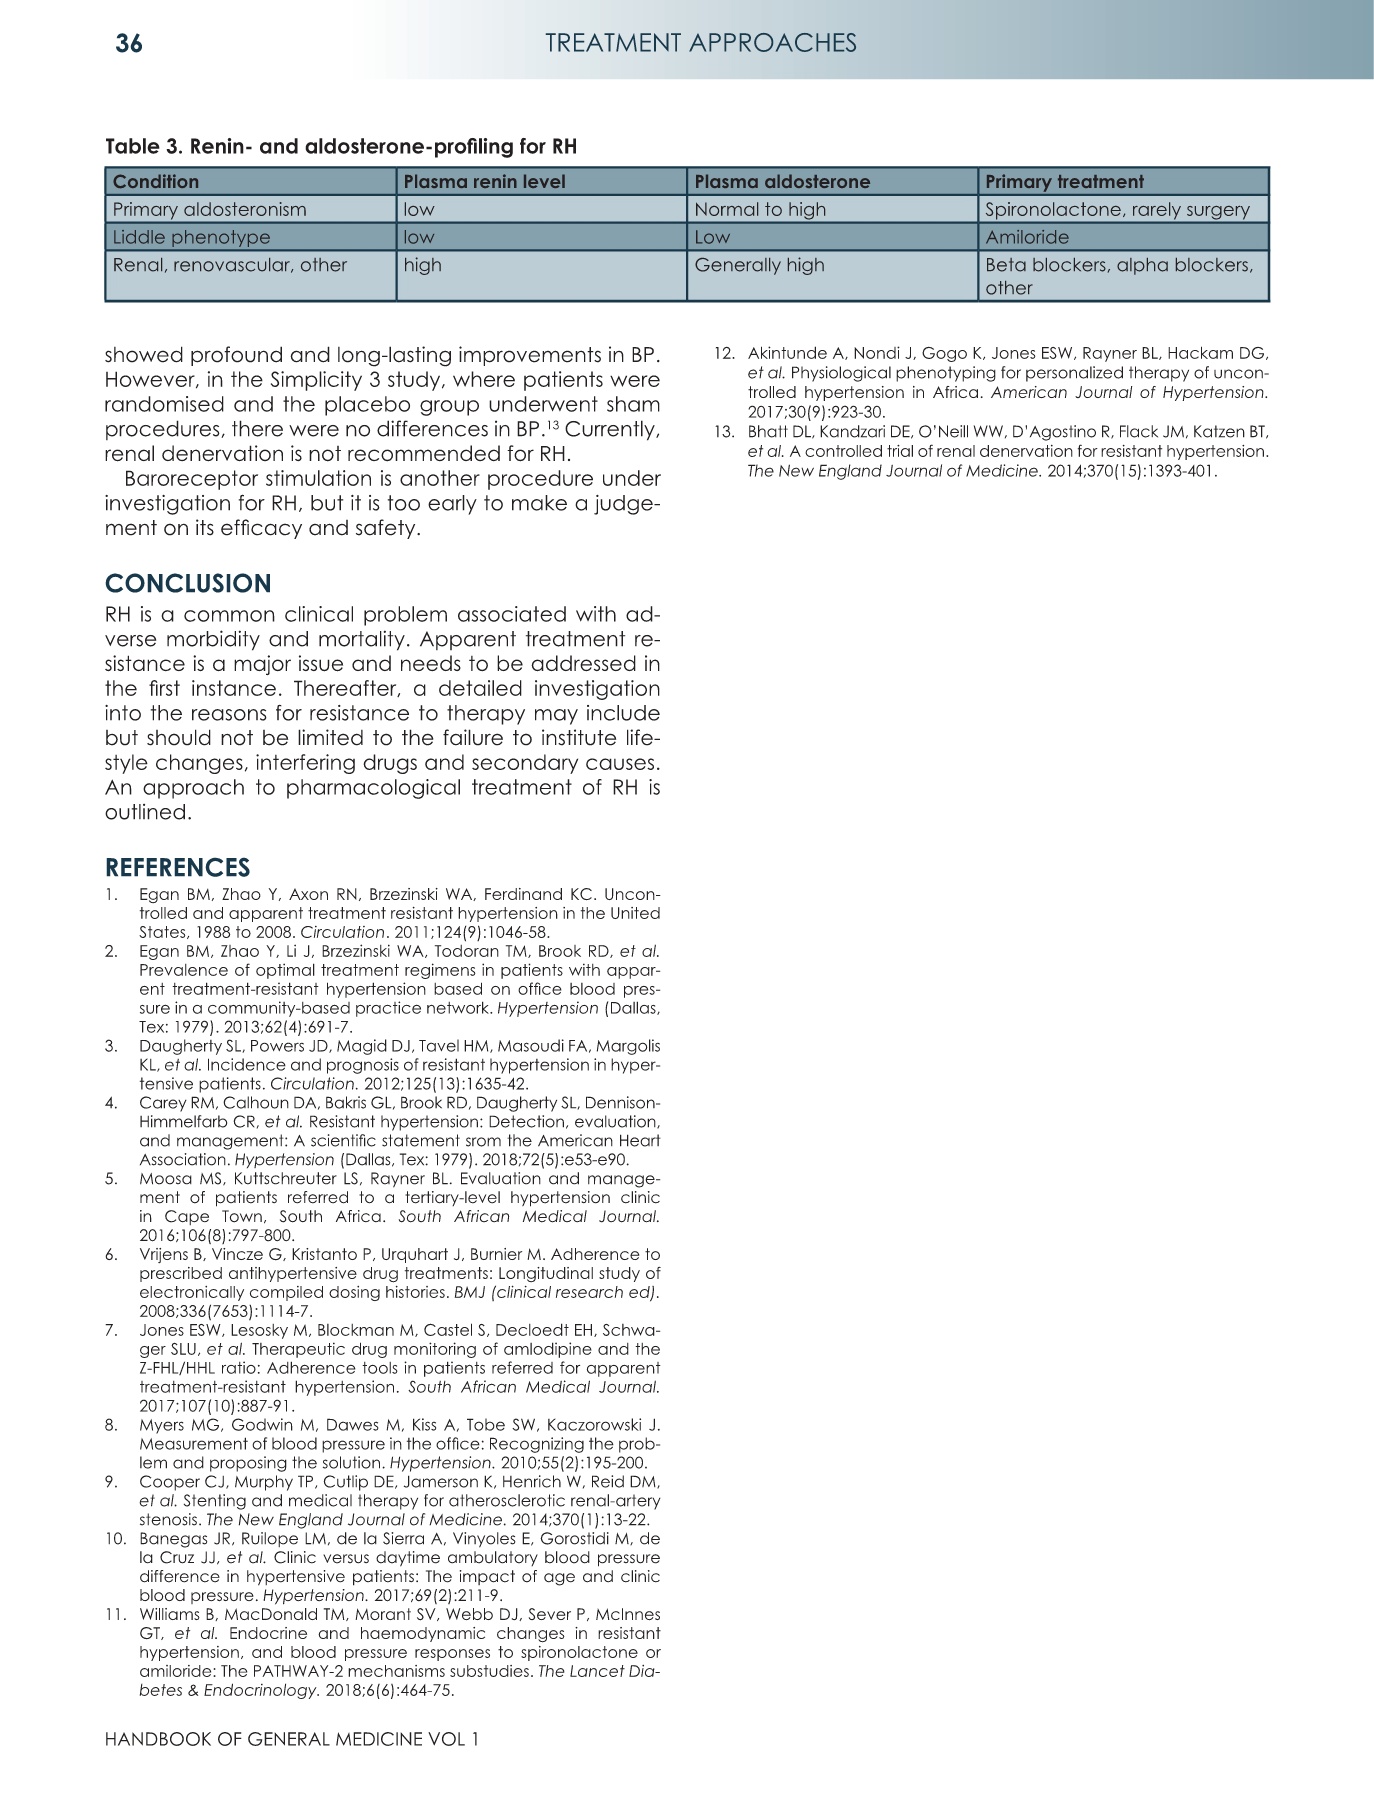 36
TREATMENT APPROACHES
Table 3. Renin- and aldosterone-profiling for RH
Condition Plasma renin level Plasma aldosterone Primary treatment
Primary aldosteronism low Normal to high Spironolactone, rarely surgery
Liddle phenotype low Low Amiloride
Renal, renovascular, other high Generally high Beta blockers, alpha blockers,
other
showed profound and long-lasting improvements in BP.
However, in the Simplicity 3 study, where patients were
randomised and the placebo group underwent sham
procedures, there were no differences in BP.¹³ Currently,
renal denervation is not recommended for RH.
Baroreceptor stimulation is another procedure under
investigation for RH, but it is too early to make a judge-
ment on its efficacy and safety.
CONCLUSION
RH is a common clinical problem associated with ad-
verse morbidity and mortality. Apparent treatment re-
sistance is a major issue and needs to be addressed in
the first instance. Thereafter, a detailed investigation
into the reasons for resistance to therapy may include
but should not be limited to the failure to institute life-
style changes, interfering drugs and secondary causes.
An approach to pharmacological treatment of RH is
outlined.
REFERENCES
1. Egan BM, Zhao Y, Axon RN, Brzezinski WA, Ferdinand KC. Uncon-
trolled and apparent treatment resistant hypertension in the United
States, 1988 to 2008. Circulation. 2011;124(9):1046-58.
2. Egan BM, Zhao Y, Li J, Brzezinski WA, Todoran TM, Brook RD, et al.
Prevalence of optimal treatment regimens in patients with appar-
ent treatment-resistant hypertension based on office blood pres-
sure in a community-based practice network. Hypertension (Dallas,
Tex: 1979). 2013;62(4):691-7.
3. Daugherty SL, Powers JD, Magid DJ, Tavel HM, Masoudi FA, Margolis
KL, et al. Incidence and prognosis of resistant hypertension in hyper-
tensive patients. Circulation. 2012;125(13):1635-42.
4. Carey RM, Calhoun DA, Bakris GL, Brook RD, Daugherty SL, Dennison-
Himmelfarb CR, et al. Resistant hypertension: Detection, evaluation,
and management: A scientific statement srom the American Heart
Association. Hypertension (Dallas, Tex: 1979). 2018;72(5):e53-e90.
5. Moosa MS, Kuttschreuter LS, Rayner BL. Evaluation and manage-
ment of patients referred to a tertiary-level hypertension clinic
in Cape Town, South Africa. South African Medical Journal.
2016;106(8):797-800.
6. Vrijens B, Vincze G, Kristanto P, Urquhart J, Burnier M. Adherence to
prescribed antihypertensive drug treatments: Longitudinal study of
electronically compiled dosing histories. BMJ (clinical research ed).
2008;336(7653):1114-7.
7. Jones ESW, Lesosky M, Blockman M, Castel S, Decloedt EH, Schwa-
ger SLU, et al. Therapeutic drug monitoring of amlodipine and the
Z-FHL/HHL ratio: Adherence tools in patients referred for apparent
treatment-resistant hypertension. South African Medical Journal.
2017;107(10):887-91.
8. Myers MG, Godwin M, Dawes M, Kiss A, Tobe SW, Kaczorowski J.
Measurement of blood pressure in the office: Recognizing the prob-
lem and proposing the solution. Hypertension. 2010;55(2):195-200.
9. Cooper CJ, Murphy TP, Cutlip DE, Jamerson K, Henrich W, Reid DM,
et al. Stenting and medical therapy for atherosclerotic renal-artery
stenosis. The New England Journal of Medicine. 2014;370(1):13-22.
10. Banegas JR, Ruilope LM, de la Sierra A, Vinyoles E, Gorostidi M, de
la Cruz JJ, et al. Clinic versus daytime ambulatory blood pressure
difference in hypertensive patients: The impact of age and clinic
blood pressure. Hypertension. 2017;69(2):211-9.
11. Williams B, MacDonald TM, Morant SV, Webb DJ, Sever P, McInnes
GT, et al. Endocrine and haemodynamic changes in resistant
hypertension, and blood pressure responses to spironolactone or
amiloride: The PATHWAY-2 mechanisms substudies. The Lancet Dia-
betes & Endocrinology. 2018;6(6):464-75.
12. Akintunde A, Nondi J, Gogo K, Jones ESW, Rayner BL, Hackam DG,
et al. Physiological phenotyping for personalized therapy of uncon-
trolled hypertension in Africa. American Journal of Hypertension.
2017;30(9):923-30.
13. Bhatt DL, Kandzari DE, O'Neill WW, D'Agostino R, Flack JM, Katzen BT,
et al. A controlled trial of renal denervation for resistant hypertension.
The New England Journal of Medicine. 2014;370(15):1393-401.
HANDBOOK OF GENERAL MEDICINE VOL 1